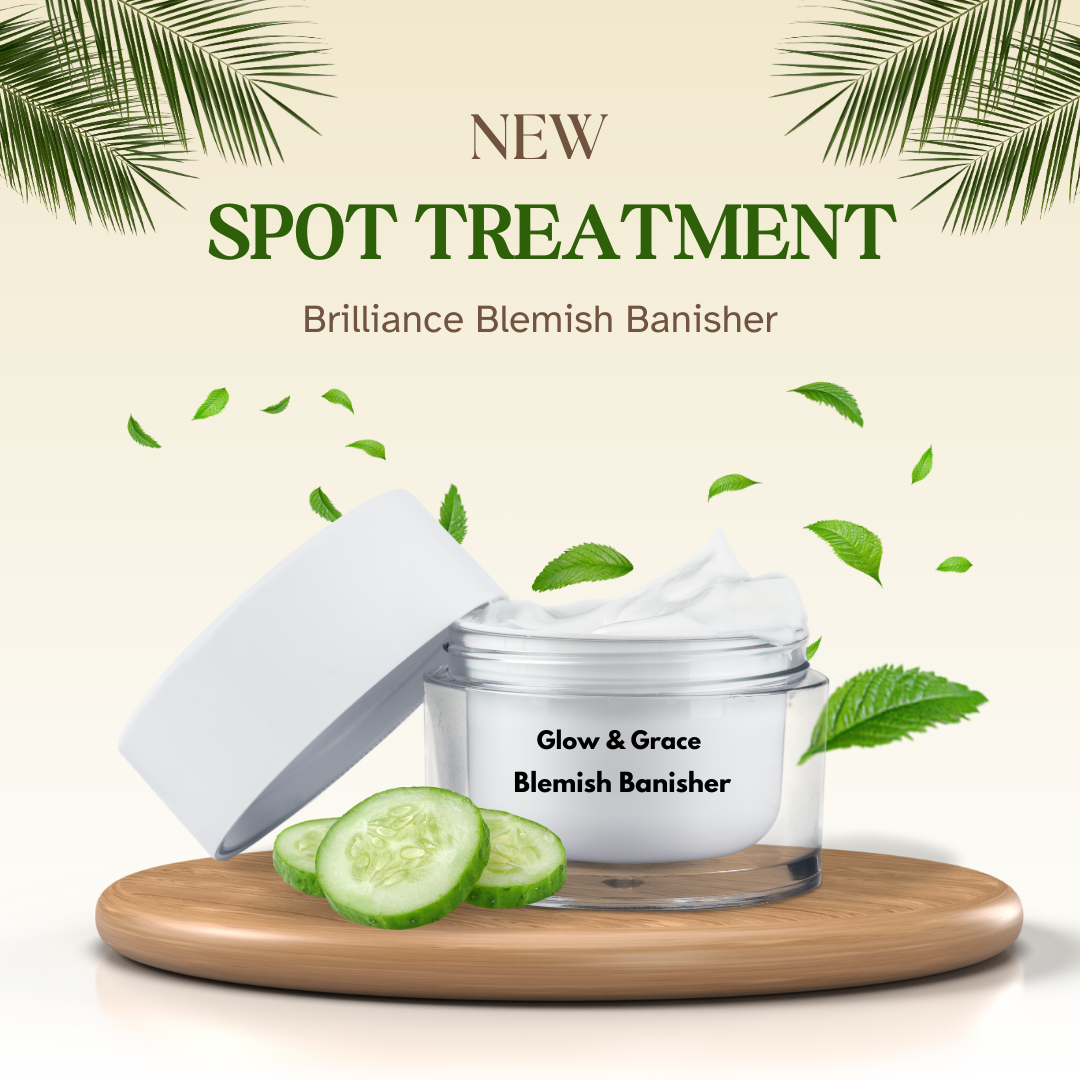 NEW
SPOT TREATMENT
Brilliance Blemish Banisher
Glow & Grace
Blemish Banisher